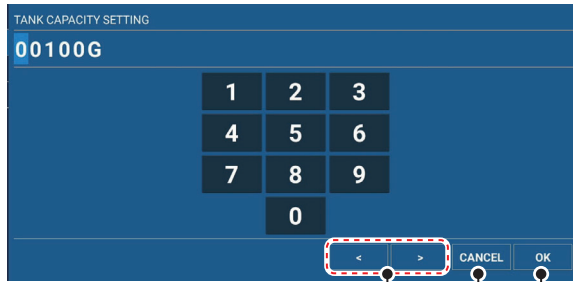 TANK CAPACITY SETTING
00100G
1 2 3
4 5 6
7 8 9
0
< > CANCEL OK